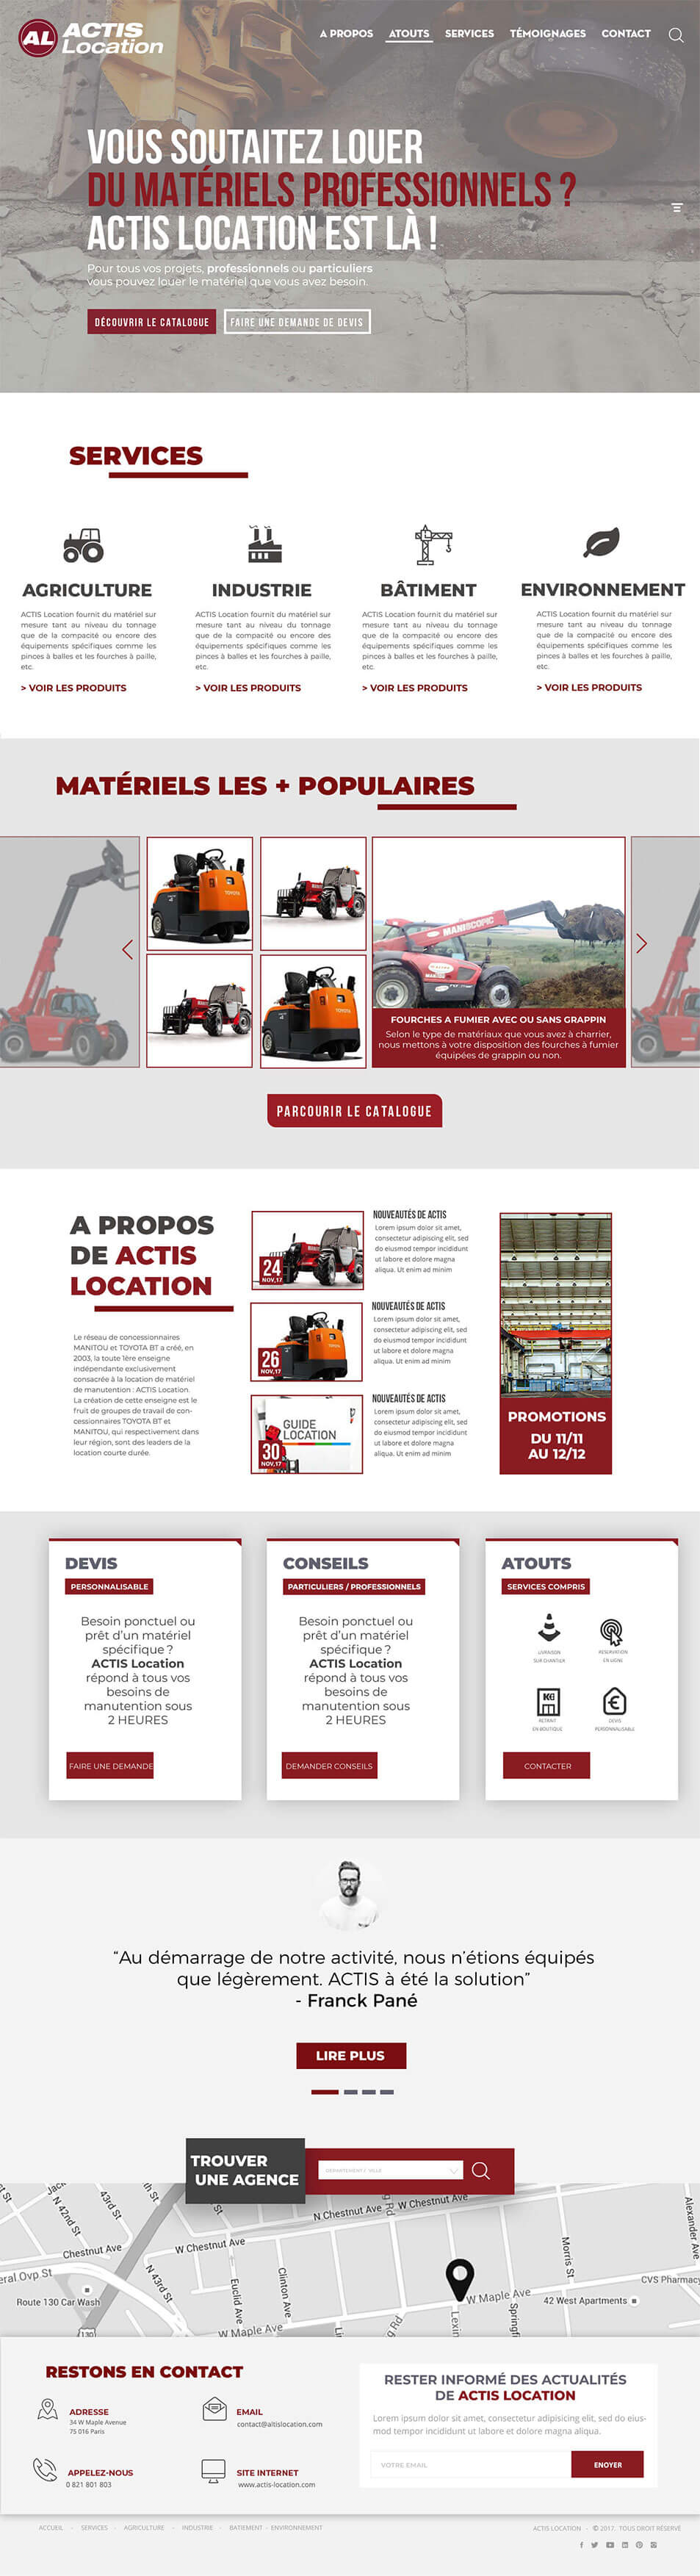 AL ACTIS
Location
A PROPOS ATOUTS SERVICES TÉMOIGNAGES CONTACT
VOUS SOUTAITEZ LOUER
DU MATÉRIELS PROFESSIONNELS ?
ACTIS LOCATION EST LÀ !
Pour tous vos projets, professionnels ou particuliers
vous pouvez louer le matériel que vous avez besoin.
DÉCOUVRIR LE CATALOGUE
FAIRE UNE DEMANDE DE DEVIS
SERVICES
AGRICULTURE
ACTIS Location fournit du matériel sur
mesure tant au niveau du tonnage
que de la compacité ou encore des
équipements spécifiques comme les
pinces à balles et les fourches à paille,
etc.
> VOIR LES PRODUITS
INDUSTRIE
ACTIS Location fournit du matériel sur
mesure tant au niveau du tonnage
que de la compacité ou encore des
équipements spécifiques comme les
pinces à balles et les fourches à paille,
etc.
> VOIR LES PRODUITS
BÂTIMENT
ACTIS Location fournit du matériel sur
mesure tant au niveau du tonnage
que de la compacité ou encore des
équipements spécifiques comme les
pinces à balles et les fourches à paille,
etc.
> VOIR LES PRODUITS
ENVIRONNEMENT
ACTIS Location fournit du matériel sur
mesure tant au niveau du tonnage
que de la compacité ou encore des
équipements spécifiques comme les
pinces à balles et les fourches à paille,
etc.
> VOIR LES PRODUITS
MATÉRIELS LES + POPULAIRES
TOYOTA
MANISCOPIC
TOYOTA
FOURCHES A FUMIER AVEC OU SANS GRAPPIN
Selon le type de matériaux que vous avez à charrier,
nous mettons à votre disposition des fourches à fumier
équipées de grappin ou non.
PARCOURIR LE CATALOGUE
A PROPOS
DE ACTIS
LOCATION
Le réseau de concessionnaires
MANITOU et TOYOTA BT a créé, en
2003, la toute 1ère enseigne
indépendante exclusivement
consacrée à la location de matériel
de manutention : ACTIS Location.
La création de cette enseigne est le
fruit de groupes de travail de con-
cessionnaires TOYOTA BT et
MANITOU, qui respectivement dans
leur région, sont des leaders de la
location courte durée.
24
NOV,17
NOUVEAUTÉS DE ACTIS
Lorem ipsum dolor sit amet,
consectetur adipiscing elit, sed
do eiusmod tempor incididunt
ut labore et dolore magna
aliqua. Ut enim ad minim
26
NOV,17
NOUVEAUTÉS DE ACTIS
Lorem ipsum dolor sit amet,
consectetur adipiscing elit, sed
do eiusmod tempor incididunt
ut labore et dolore magna
aliqua. Ut enim ad minim
GUIDE
LOCATION
30
NOV,17
NOUVEAUTÉS DE ACTIS
Lorem ipsum dolor sit amet,
consectetur adipiscing elit, sed
do eiusmod tempor incididunt
ut labore et dolore magna
aliqua. Ut enim ad minim
PROMOTIONS
DU 11/11
AU 12/12
DEVIS
PERSONNALISABLE
Besoin ponctuel ou
prêt d'un matériel
spécifique ?
ACTIS Location
répond à tous vos
besoins de
manutention sous
2 HEURES
FAIRE UNE DEMANDE
CONSEILS
PARTICULIERS / PROFESSIONNELS
Besoin ponctuel ou
prêt d'un matériel
spécifique ?
ACTIS Location
répond à tous vos
besoins de
manutention sous
2 HEURES
DEMANDER CONSEILS
ATOUTS
SERVICES COMPRIS
LIVRAISON
SUR CHANTIER
RÉSERVATION
EN LIGNE
RETRAIT
EN BOUTIQUE
DEVIS
PERSONNALISABLE
CONTACTER
“Au démarrage de notre activité, nous n’étions équipés
que légèrement. ACTIS à été la solution”
- Franck Pané
LIRE PLUS
TROUVER
UNE AGENCE
DÉPARTEMENT / VILLE
N 42nd St
43rd St
N Chestnut Ave
W Chestnut Ave
Alexander Ave
Chestnut Ave
W Chestnut Ave
Morris St
eral Ovp St
N 43rd St
Clinton Ave
CVS Pharmacy
Route 130 Car Wash
Euclid Ave
W Maple Ave
42 West Apartments
130
W Maple Ave
g Rd
Lexin
Springf
RESTONS EN CONTACT
ADRESSE
34 W Maple Avenue
75 016 Paris
EMAIL
contact@altislocation.com
APPELEZ-NOUS
0 821 801 803
SITE INTERNET
www.actis-location.com
RESTER INFORMÉ DES ACTUALITÉS
DE ACTIS LOCATION
Lorem ipsum dolor sit amet, consectetur adipisicing elit, sed do eius-
mod tempor incididunt ut labore et dolore magna aliqua.
VOTRE EMAIL
ENOYER
ACCUEIL - SERVICES - AGRICULTURE - INDUSTRIE - BATIEMENT - ENVIRONNEMENT
ACTIS LOCATION - © 2017. TOUS DROIT RÉSERVÉ